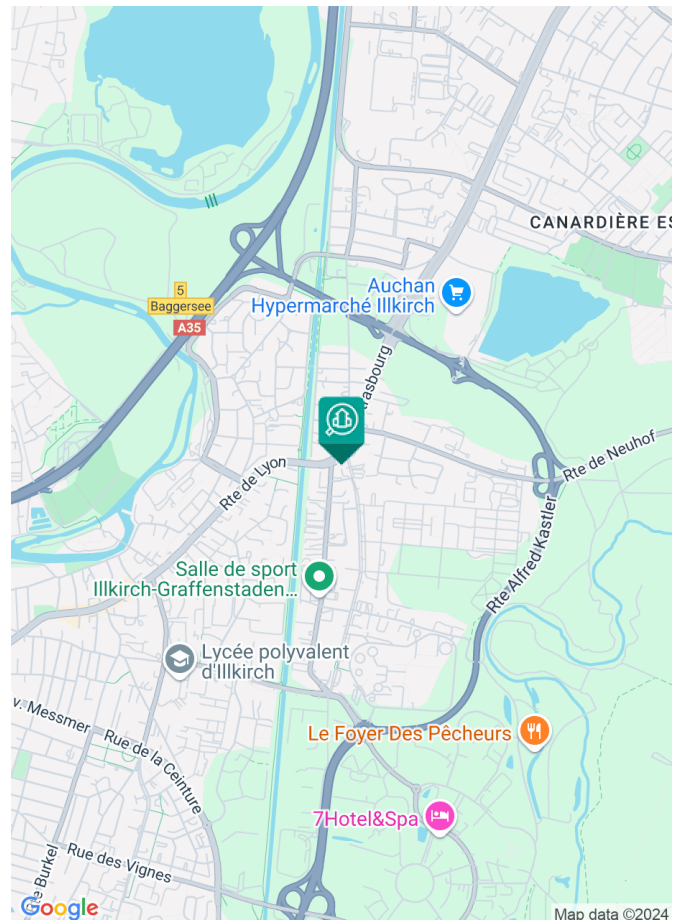 CANARDIÈRE ES
Auchan
Hypermarché Illkirch
5
Baggersee
A35
trasbourg
Rte de Neuhof
Rte de Lyon
Rte Alfred Kastler
Salle de sport
Illkirch-Graffenstaden...
Lycée polyvalent
d'Illkirch
v. Messmer
Rue de la Ceinture
Le Foyer Des Pêcheurs
7Hotel&Spa
Rue des Vignes
Burkel
Google
Map data ©2024